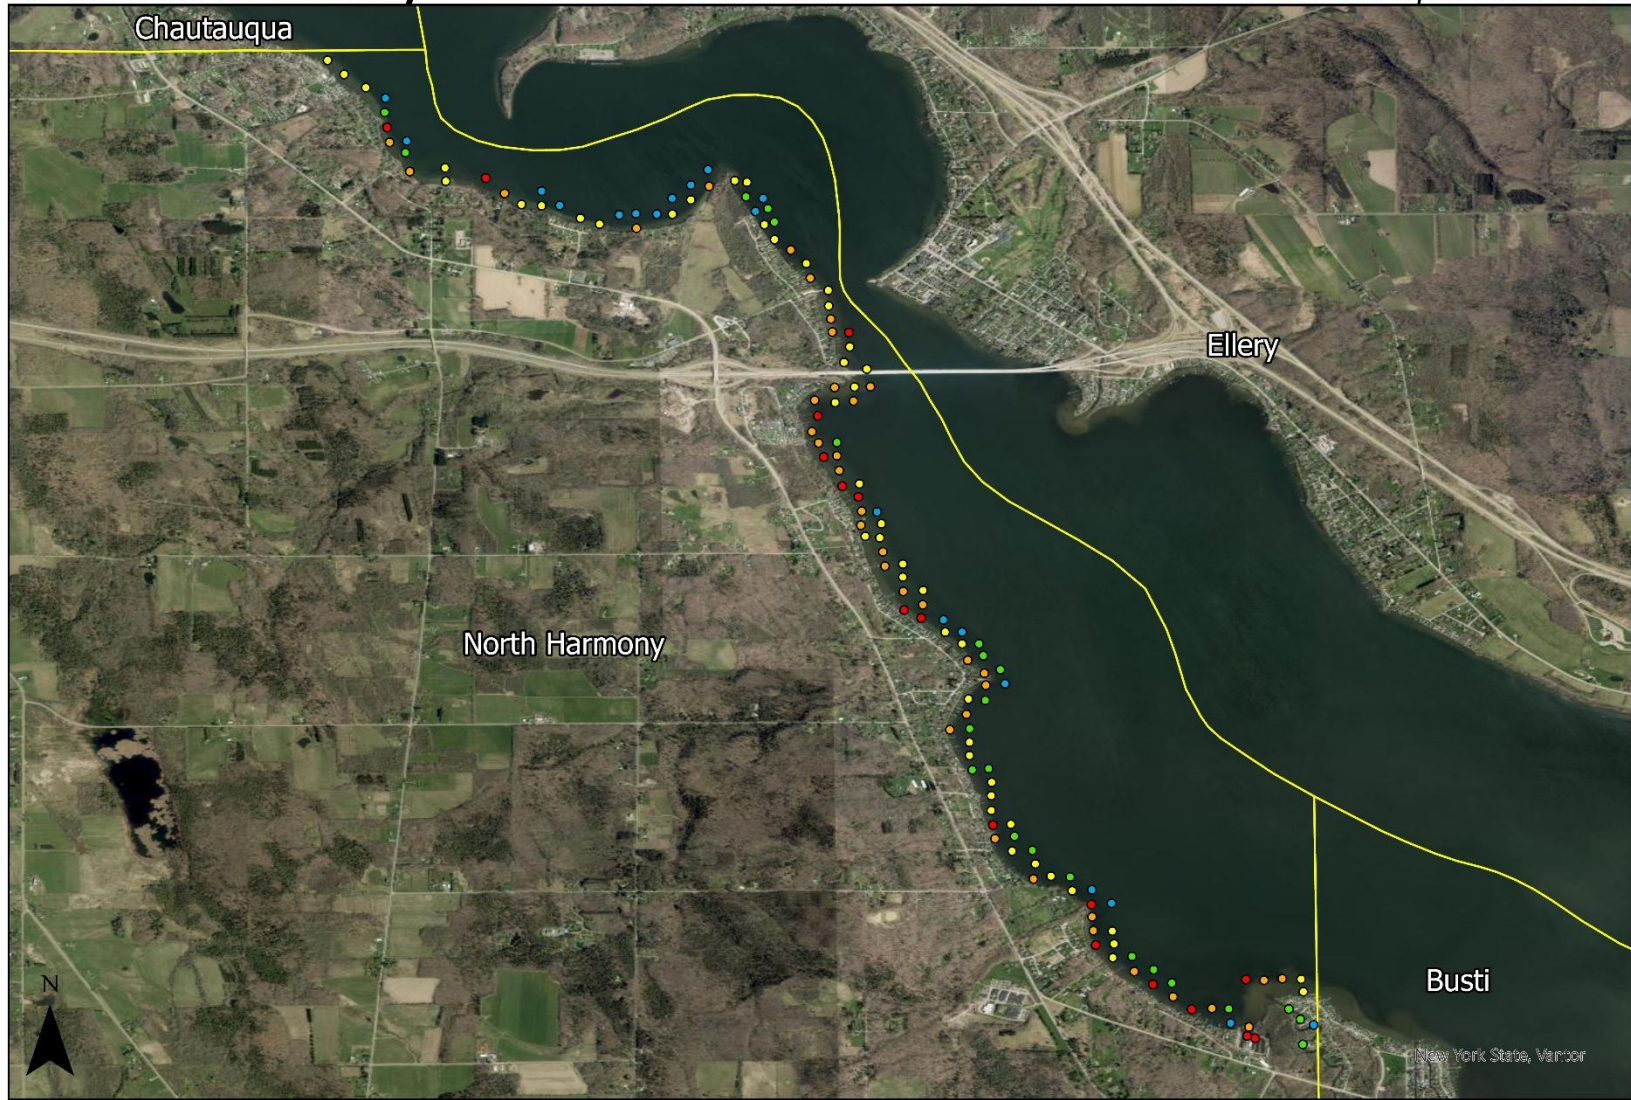 Chautauqua
Ellery
North Harmony
Busti
N
New York State, Vantor